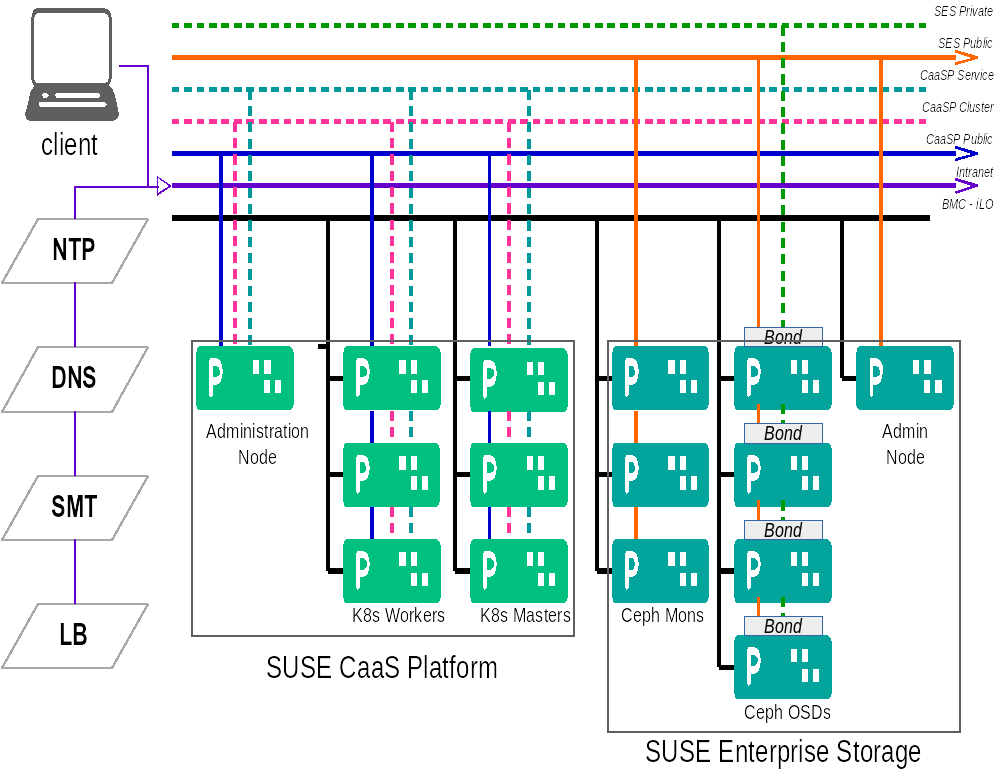 SES Private
SES Public
CaaSP Service
CaaSP Cluster
CaaSP Public
Intranet
BMC - iLO
client
NTP
DNS
SMT
LB
Bond
P
P
P
P
P
P
Administration
Node
Bond
Admin
Node
P
P
P
P
Bond
P
P
P
P
K8s Workers
K8s Masters
Ceph Mons
Bond
P
Ceph OSDs
SUSE CaaS Platform
SUSE Enterprise Storage